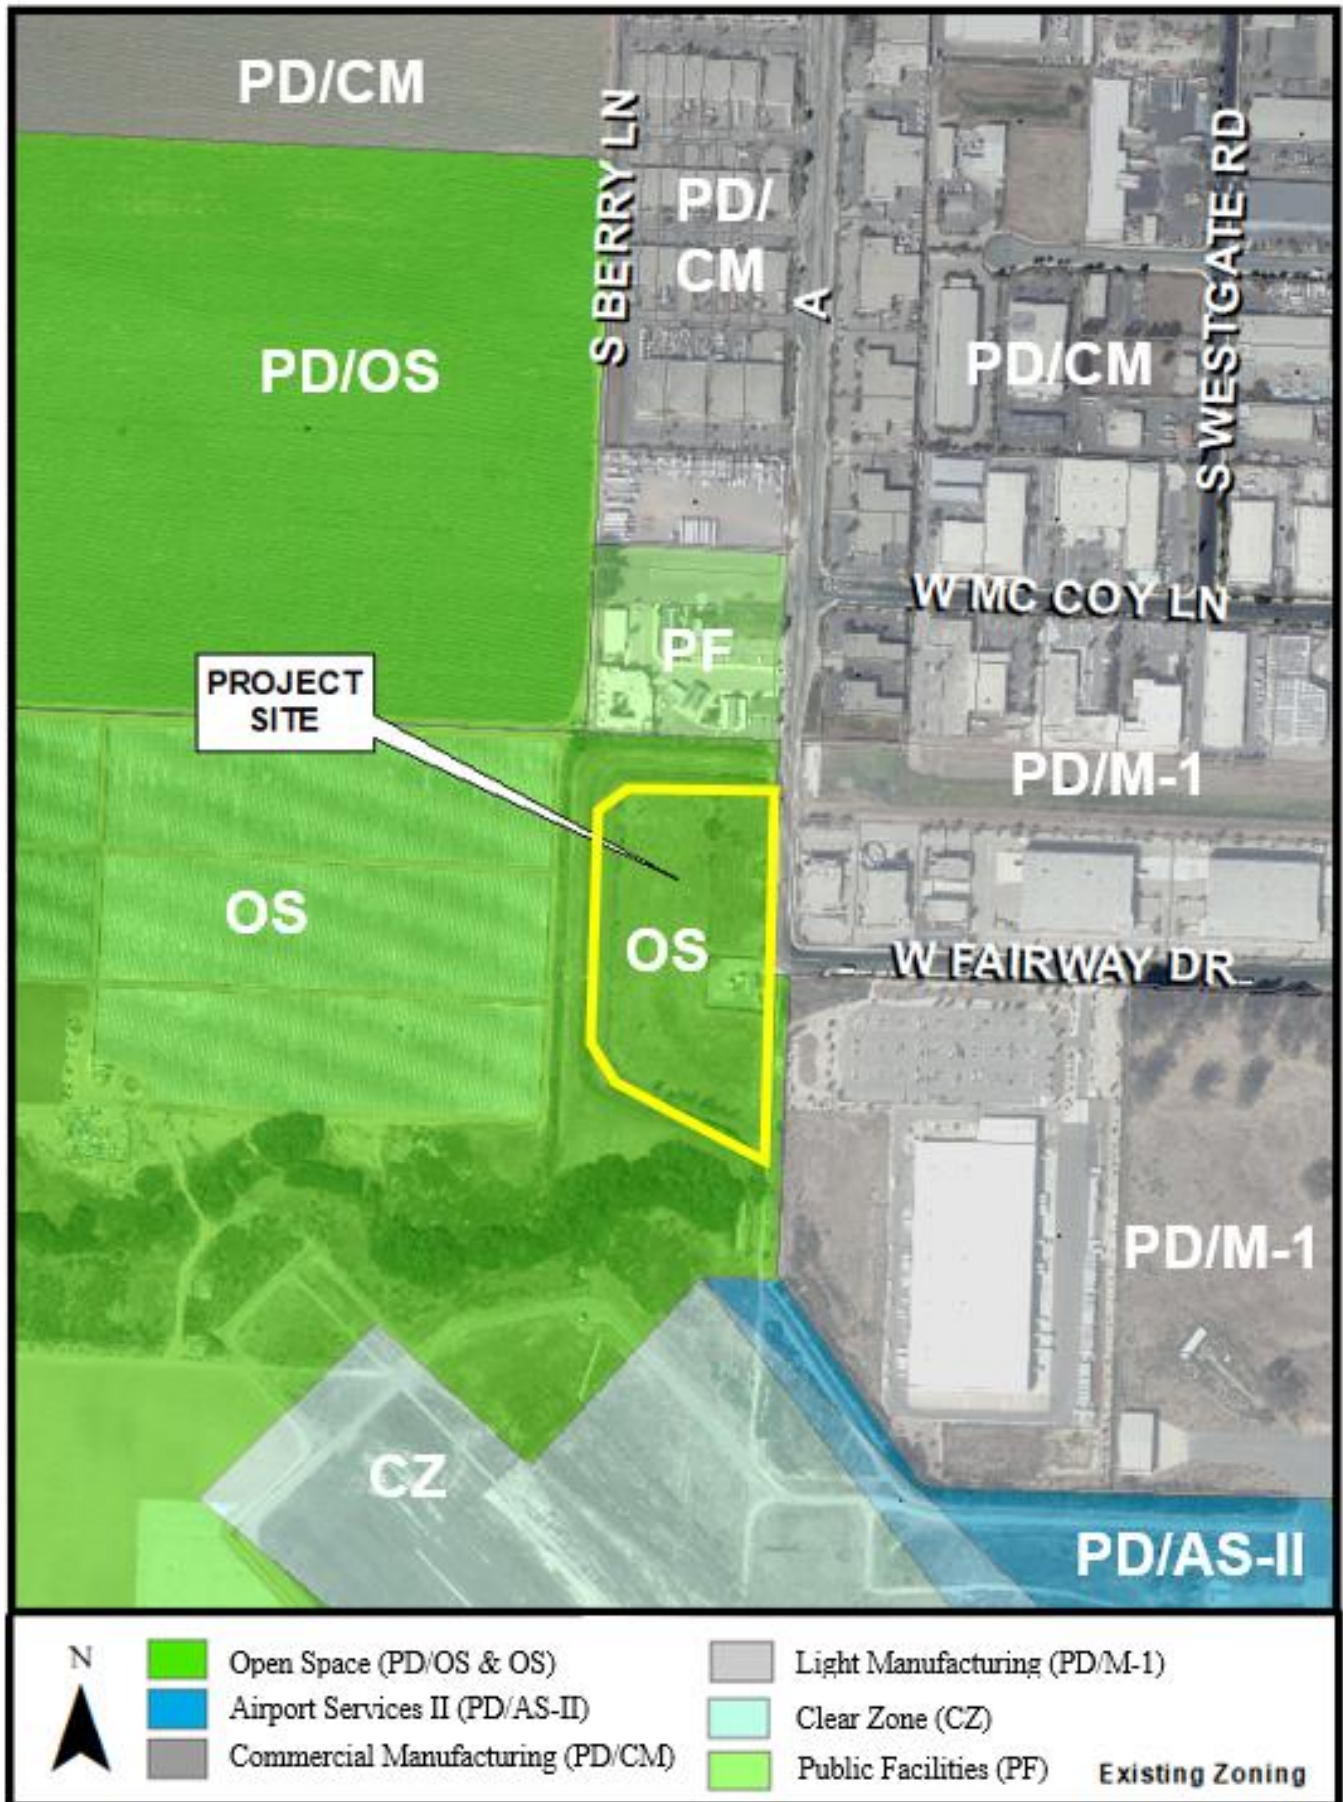 PD/CM
S BERRY LN
PD/
CM
A
S WESTGATE RD
PD/OS
PD/CM
W MC COY LN
PF
PROJECT
SITE
PD/M-1
OS
OS
W FAIRWAY DR
PD/M-1
CZ
PD/AS-II
N
Open Space (PD/OS & OS)
Airport Services II (PD/AS-II)
Commercial Manufacturing (PD/CM)
Light Manufacturing (PD/M-1)
Clear Zone (CZ)
Public Facilities (PF)
Existing Zoning